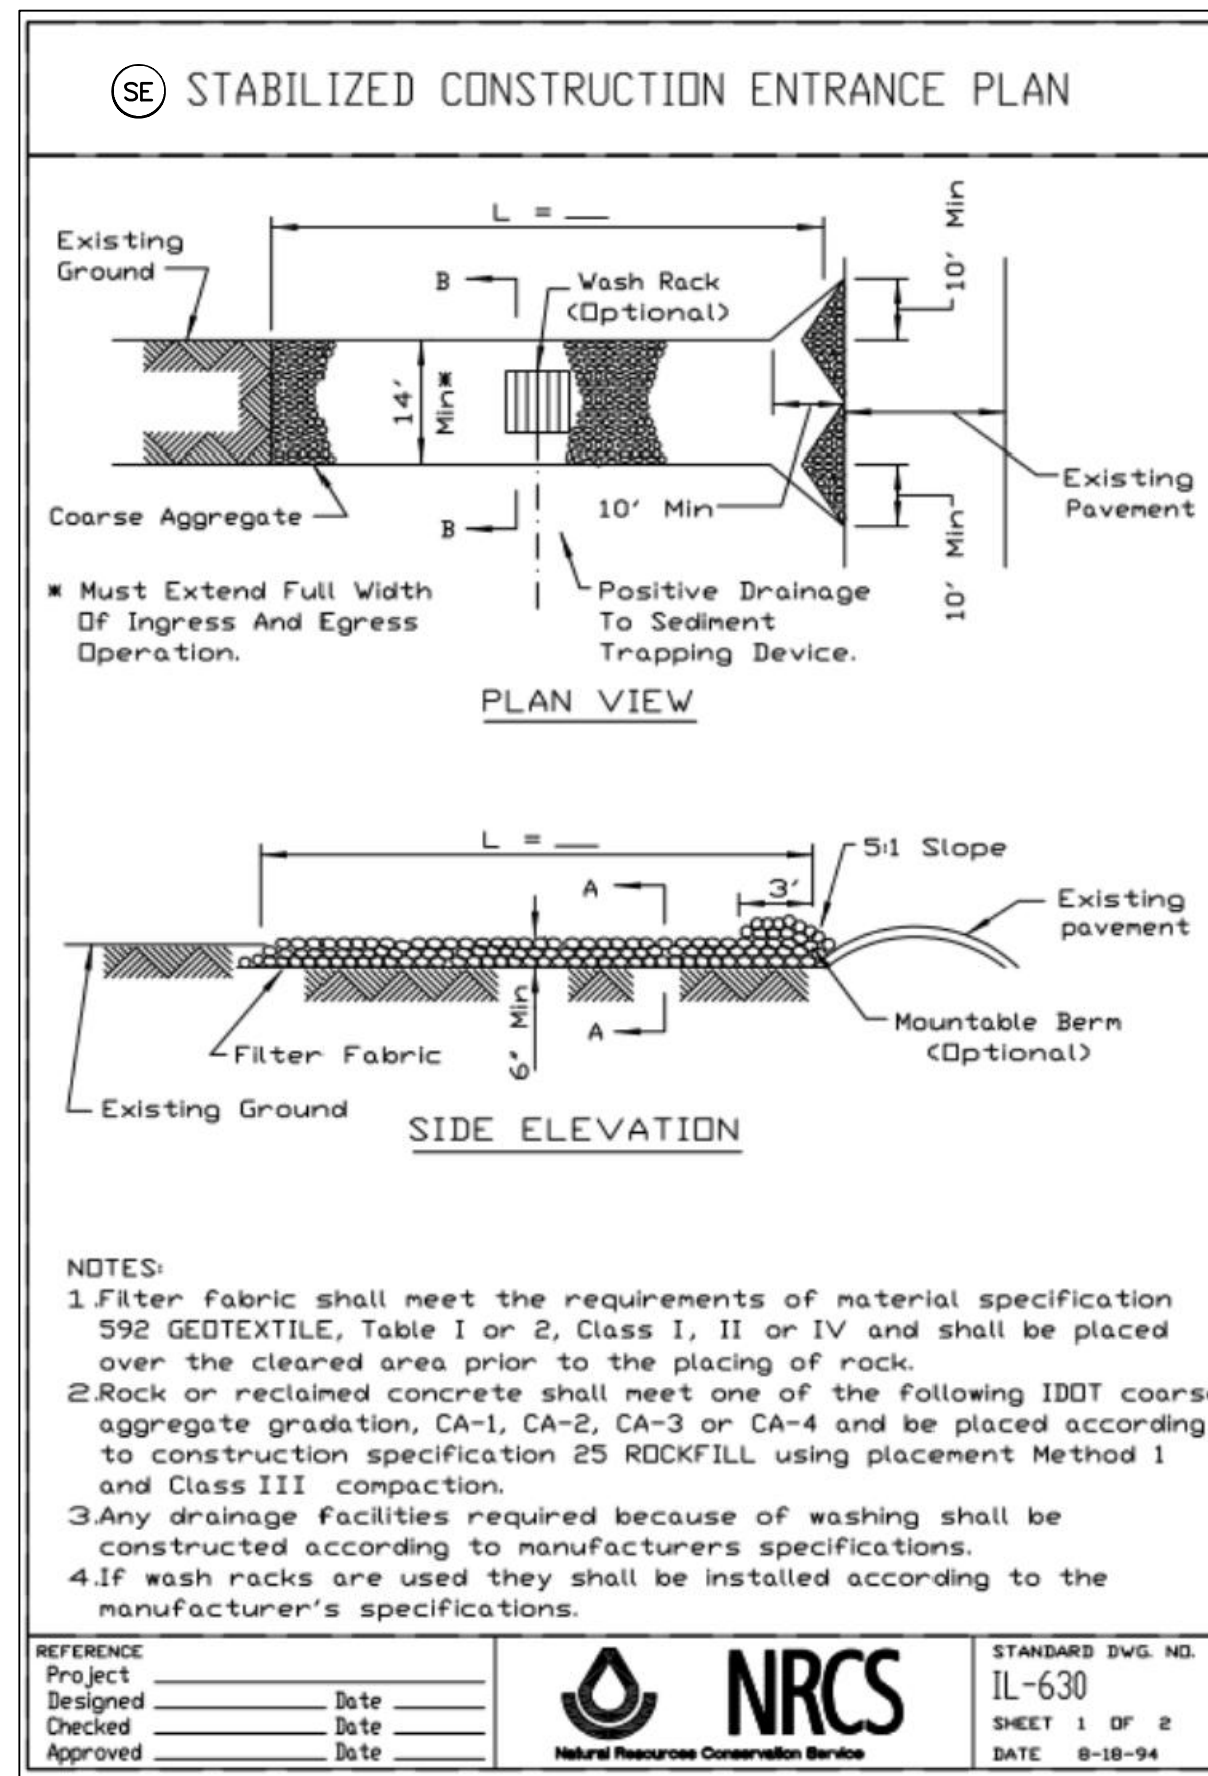 SE STABILIZED CONSTRUCTION ENTRANCE PLAN
L = ___
10' Min
Existing
Ground
B
Wash Rack
(Optional)
14'
Min*
Existing
Pavement
Coarse Aggregate
B
10' Min
10' Min
* Must Extend Full Width
Of Ingress And Egress
Operation.
Positive Drainage
To Sediment
Trapping Device.
PLAN VIEW
L = ___
5:1 Slope
A
3'
Existing
pavement
Filter Fabric
6" Min
A
Mountable Berm
(Optional)
Existing Ground
SIDE ELEVATION
NOTES:
1.Filter fabric shall meet the requirements of material specification
592 GEOTEXTILE, Table I or 2, Class I, II or IV and shall be placed
over the cleared area prior to the placing of rock.
2.Rock or reclaimed concrete shall meet one of the following IDOT coarse
aggregate gradation, CA-1, CA-2, CA-3 or CA-4 and be placed according
to construction specification 25 ROCKFILL using placement Method 1
and Class III compaction.
3.Any drainage facilities required because of washing shall be
constructed according to manufacturers specifications.
4.If wash racks are used they shall be installed according to the
manufacturer's specifications.
REFERENCE
Project
Designed Date
Checked Date
Approved Date
NRCS
Natural Resources Conservation Service
STANDARD DWG. NO.
IL-630
SHEET 1 OF 2
DATE 8-18-94